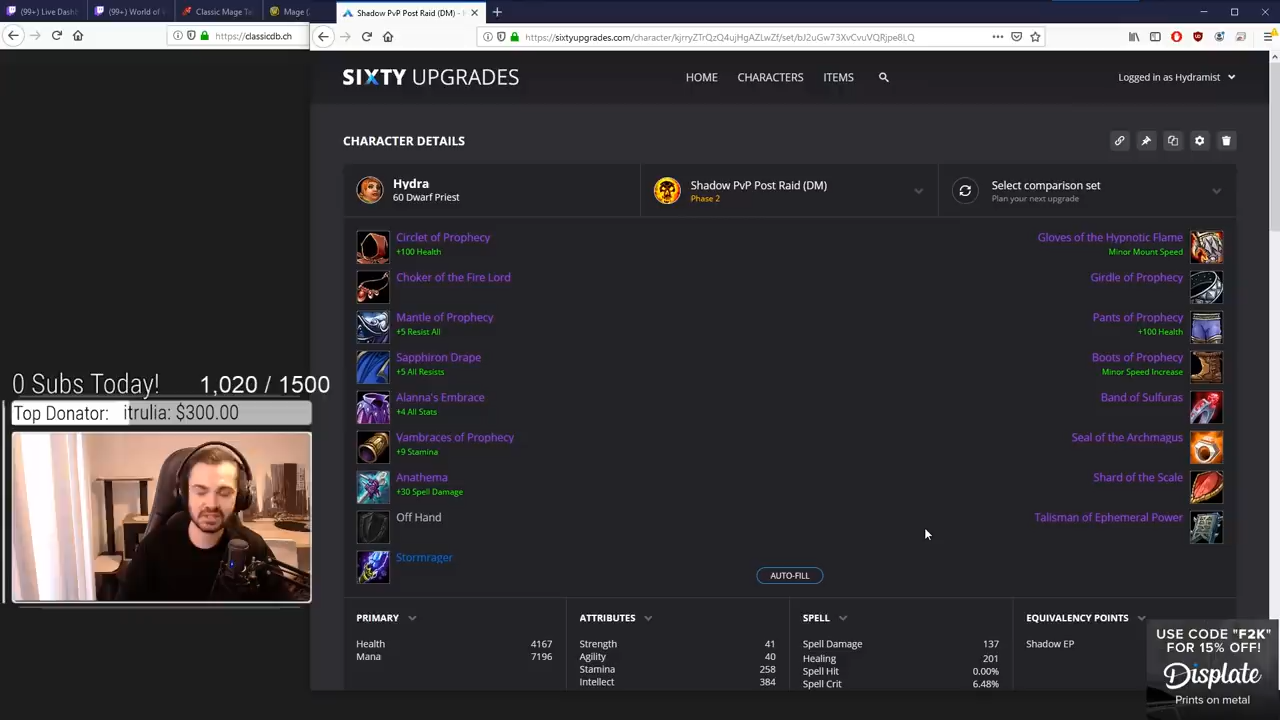 (99+) Live Dash
(99+) World of
Classic Mage Ta
Mage (
Shadow PvP Post Raid (DM) -
https://classicdb.ch
https://sixtyupgrades.com/character/kjrryZTrQzQ4ujHgAZLwZf/set/bJ2uGw73XvCvuVQRjpe8LQ
SIXTY UPGRADES
HOME
CHARACTERS
ITEMS
Logged in as Hydramist
CHARACTER DETAILS
Hydra
60 Dwarf Priest
Shadow PvP Post Raid (DM)
Phase 2
Select comparison set
Plan your next upgrade
Circlet of Prophecy
+100 Health
Choker of the Fire Lord
Mantle of Prophecy
+5 Resist All
Sapphiron Drape
+5 All Resists
Alanna's Embrace
+4 All Stats
Vambraces of Prophecy
+9 Stamina
Anathema
+30 Spell Damage
Off Hand
Stormrager
Gloves of the Hypnotic Flame
Minor Mount Speed
Girdle of Prophecy
Pants of Prophecy
+100 Health
Boots of Prophecy
Minor Speed Increase
Band of Sulfuras
Seal of the Archmagus
Shard of the Scale
Talisman of Ephemeral Power
AUTO-FILL
0 Subs Today! 1,020 / 1500
Top Donator: itrulia: $300.00
PRIMARY
Health 4167
Mana 7196
ATTRIBUTES
Strength 41
Agility 40
Stamina 258
Intellect 384
SPELL
Spell Damage 137
Healing 201
Spell Hit 0.00%
Spell Crit 6.48%
EQUIVALENCY POINTS
Shadow EP
USE CODE "F2K"
FOR 15% OFF!
Displate
Prints on metal